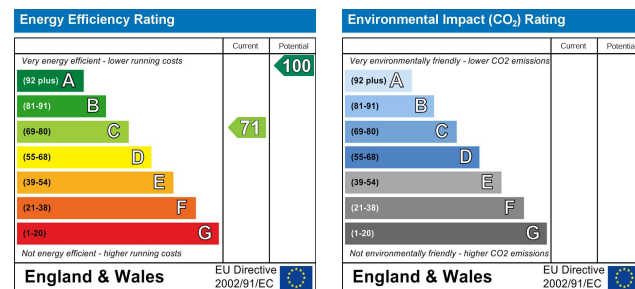 Energy Efficiency Rating
Current Potential
Very energy efficient - lower running costs
(92 plus) A
(81-91) B
(69-80) C
(55-68) D
(39-54) E
(21-38) F
(1-20) G
100
71
Not energy efficient - higher running costs
England & Wales
EU Directive
2002/91/EC
Environmental Impact (CO2) Rating
Current Potential
Very environmentally friendly - lower CO2 emissions
(92 plus) A
(81-91) B
(69-80) C
(55-68) D
(39-54) E
(21-38) F
(1-20) G
Not environmentally friendly - higher CO2 emissions
England & Wales
EU Directive
2002/91/EC